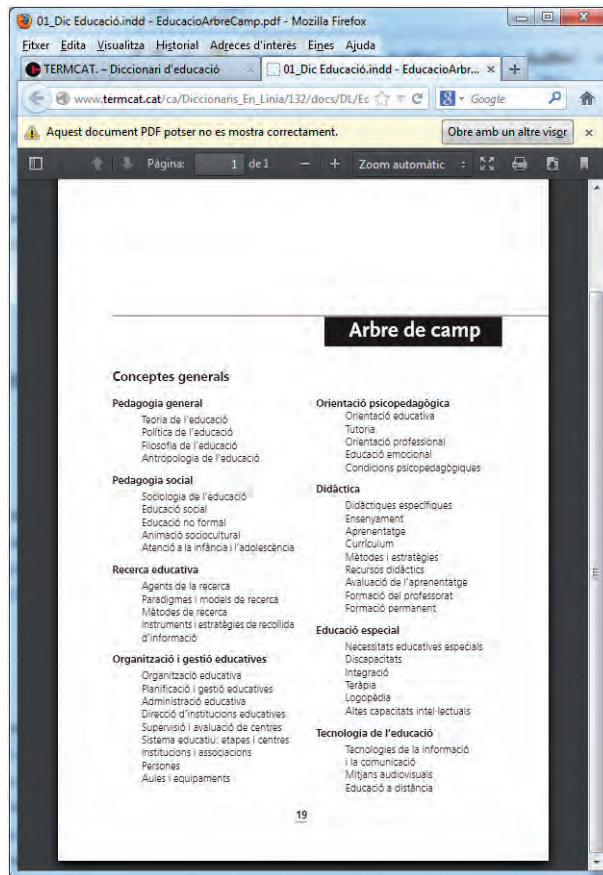 01_Dic Educació.indd - EducacioArbreCamp.pdf - Mozilla Firefox
Fitxer Edita Visualitza Historial Adreces d'interès Eines Ajuda
TERMCAT. – Diccionari d'educació
01_Dic Educació.indd - EducacioArbr... × +
www.termcat.cat/ca/Diccionaris_En_Linia/132/docs/DL/Ec
Google
Aquest document PDF potser no es mostra correctament.
Obre amb un altre visor ×
Pàgina: 1 de 1 − + Zoom automàtic
Arbre de camp
Conceptes generals
Pedagogia general
Teoria de l'educació
Política de l'educació
Filosofia de l'educació
Antropologia de l'educació
Pedagogia social
Sociologia de l'educació
Educació social
Educació no formal
Animació sociocultural
Atenció a la infància i l'adolescència
Recerca educativa
Agents de la recerca
Paradigmes i models de recerca
Mètodes de recerca
Instruments i estratègies de recollida
d'informació
Organització i gestió educatives
Organització educativa
Planificació i gestió educatives
Administració educativa
Direcció d'institucions educatives
Supervisió i avaluació de centres
Sistema educatiu: etapes i centres
Institucions i associacions
Persones
Aules i equipaments
Orientació psicopedagògica
Orientació educativa
Tutoria
Orientació professional
Educació emocional
Condicions psicopedagògiques
Didàctica
Didàctiques específiques
Ensenyament
Aprenentatge
Currículum
Mètodes i estratègies
Recursos didàctics
Avaluació de l'aprenentatge
Formació del professorat
Formació permanent
Educació especial
Necessitats educatives especials
Discapacitats
Integració
Teràpia
Logopèdia
Altes capacitats intel·lectuals
Tecnologia de l'educació
Tecnologies de la informació
i la comunicació
Mitjans audiovisuals
Educació a distància
19